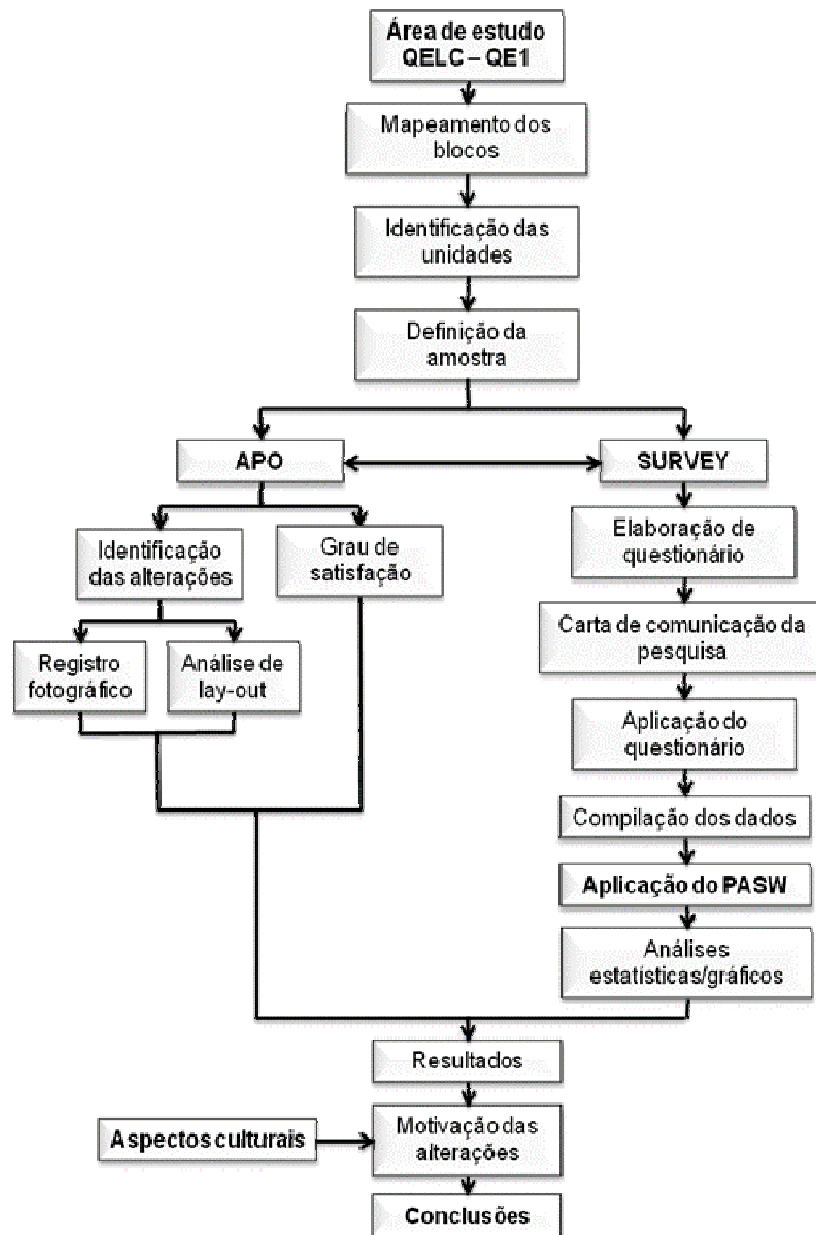 Área de estudo
QELC – QE1
Mapeamento dos
blocos
Identificação das
unidades
Definição da
amostra
APO
SURVEY
Identificação
das alterações
Grau de
satisfação
Registro
fotográfico
Análise de
lay-out
Elaboração de
questionário
Carta de comunicação da
pesquisa
Aplicação do
questionário
Compilação dos dados
Aplicação do PASW
Análises
estatísticas/gráficos
Resultados
Aspectos culturais
Motivação das
alterações
Conclusões